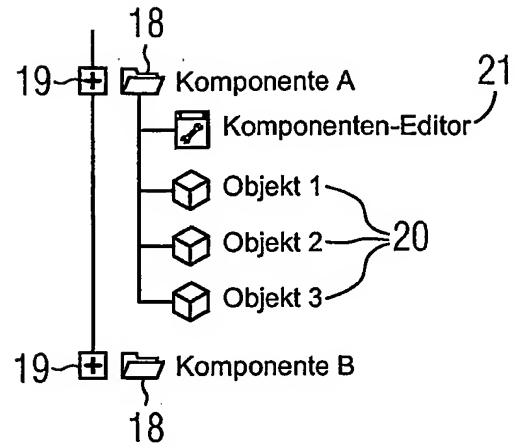 18
19 Komponente A
21
Komponenten-Editor
Objekt 1
Objekt 2 20
Objekt 3
19 Komponente B
18